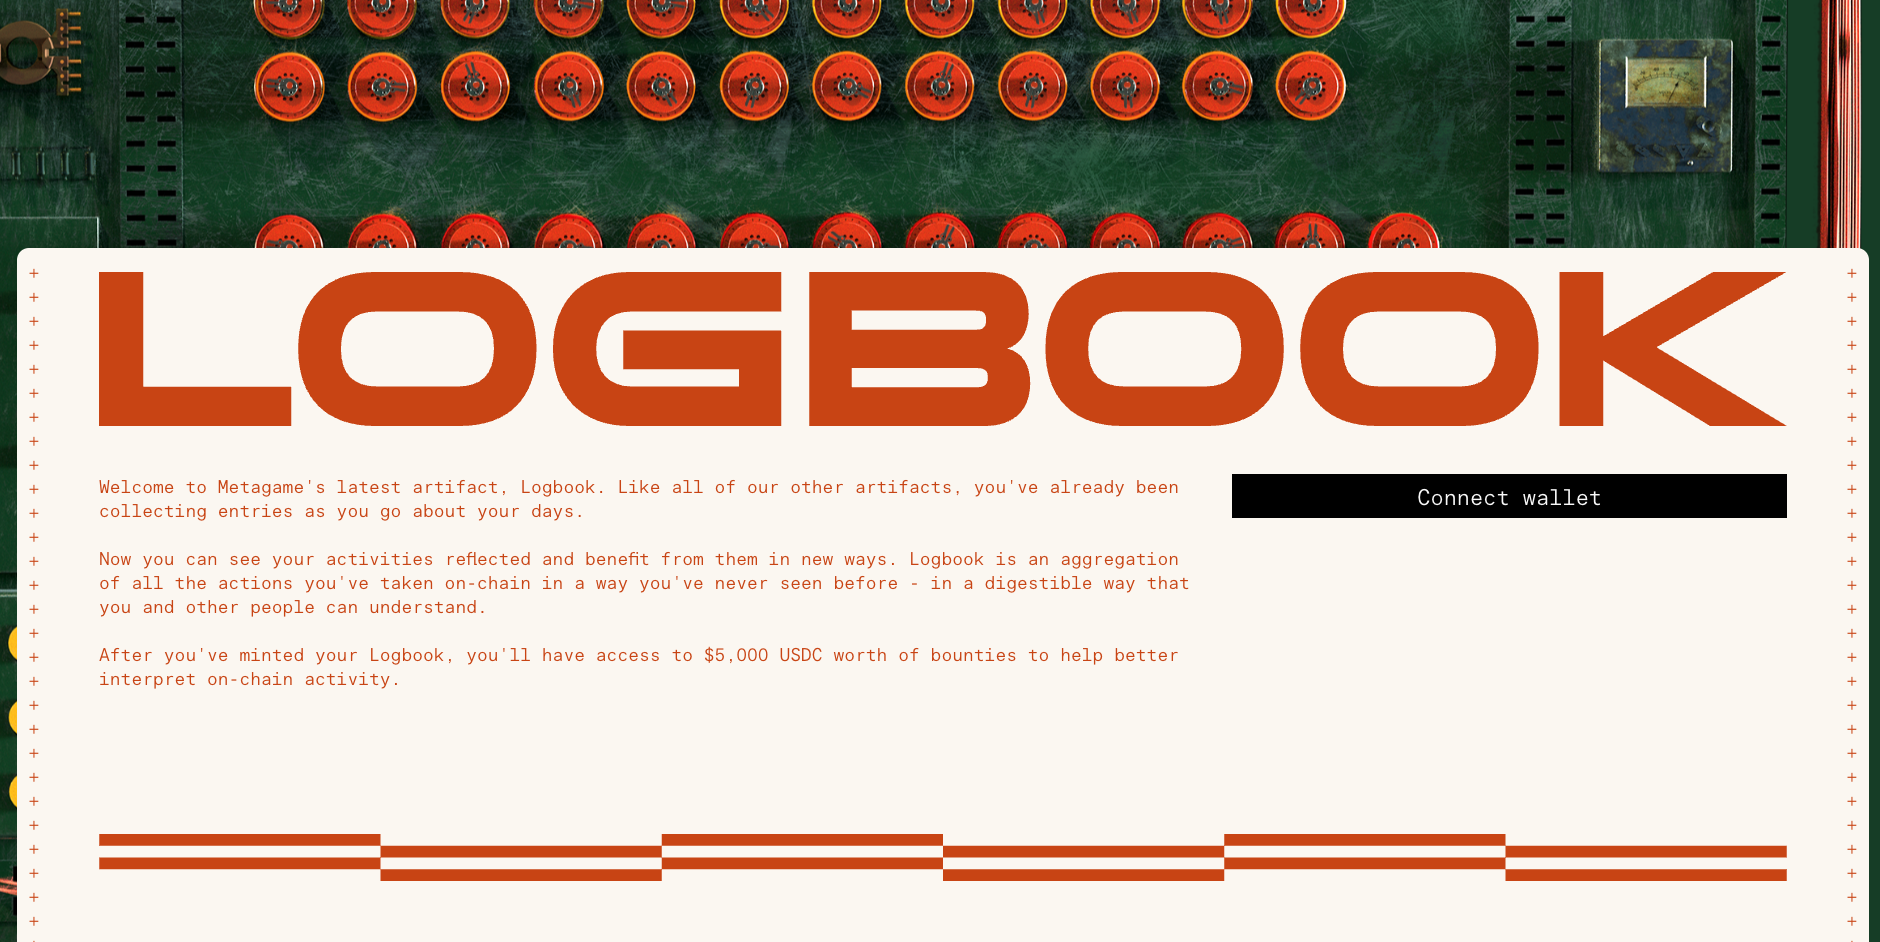 LOGBOOK
Welcome to Metagame's latest artifact, Logbook. Like all of our other artifacts, you've already been
collecting entries as you go about your days.
Connect wallet
Now you can see your activities reflected and benefit from them in new ways. Logbook is an aggregation
of all the actions you've taken on-chain in a way you've never seen before - in a digestible way that
you and other people can understand.
After you've minted your Logbook, you'll have access to $5,000 USDC worth of bounties to help better
interpret on-chain activity.